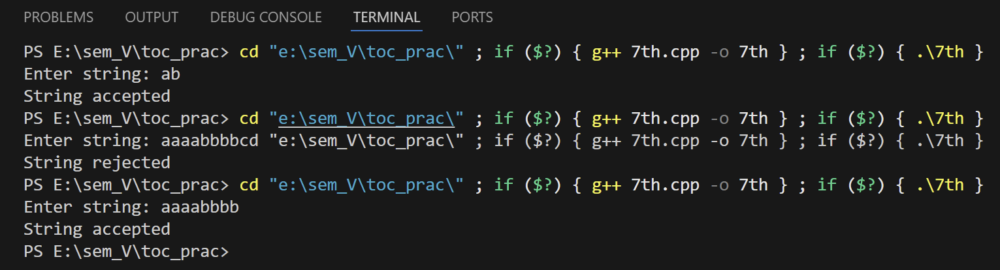 PROBLEMS OUTPUT DEBUG CONSOLE TERMINAL PORTS
PS E:\sem_V\toc_prac> cd "e:\sem_V\toc_prac\" ; if ($?) { g++ 7th.cpp -o 7th } ; if ($?) { .\7th }
Enter string: ab
String accepted
PS E:\sem_V\toc_prac> cd "e:\sem_V\toc_prac\" ; if ($?) { g++ 7th.cpp -o 7th } ; if ($?) { .\7th }
Enter string: aaaabbbbcd "e:\sem_V\toc_prac\" ; if ($?) { g++ 7th.cpp -o 7th } ; if ($?) { .\7th }
String rejected
PS E:\sem_V\toc_prac> cd "e:\sem_V\toc_prac\" ; if ($?) { g++ 7th.cpp -o 7th } ; if ($?) { .\7th }
Enter string: aaaabbbb
String accepted
PS E:\sem_V\toc_prac>